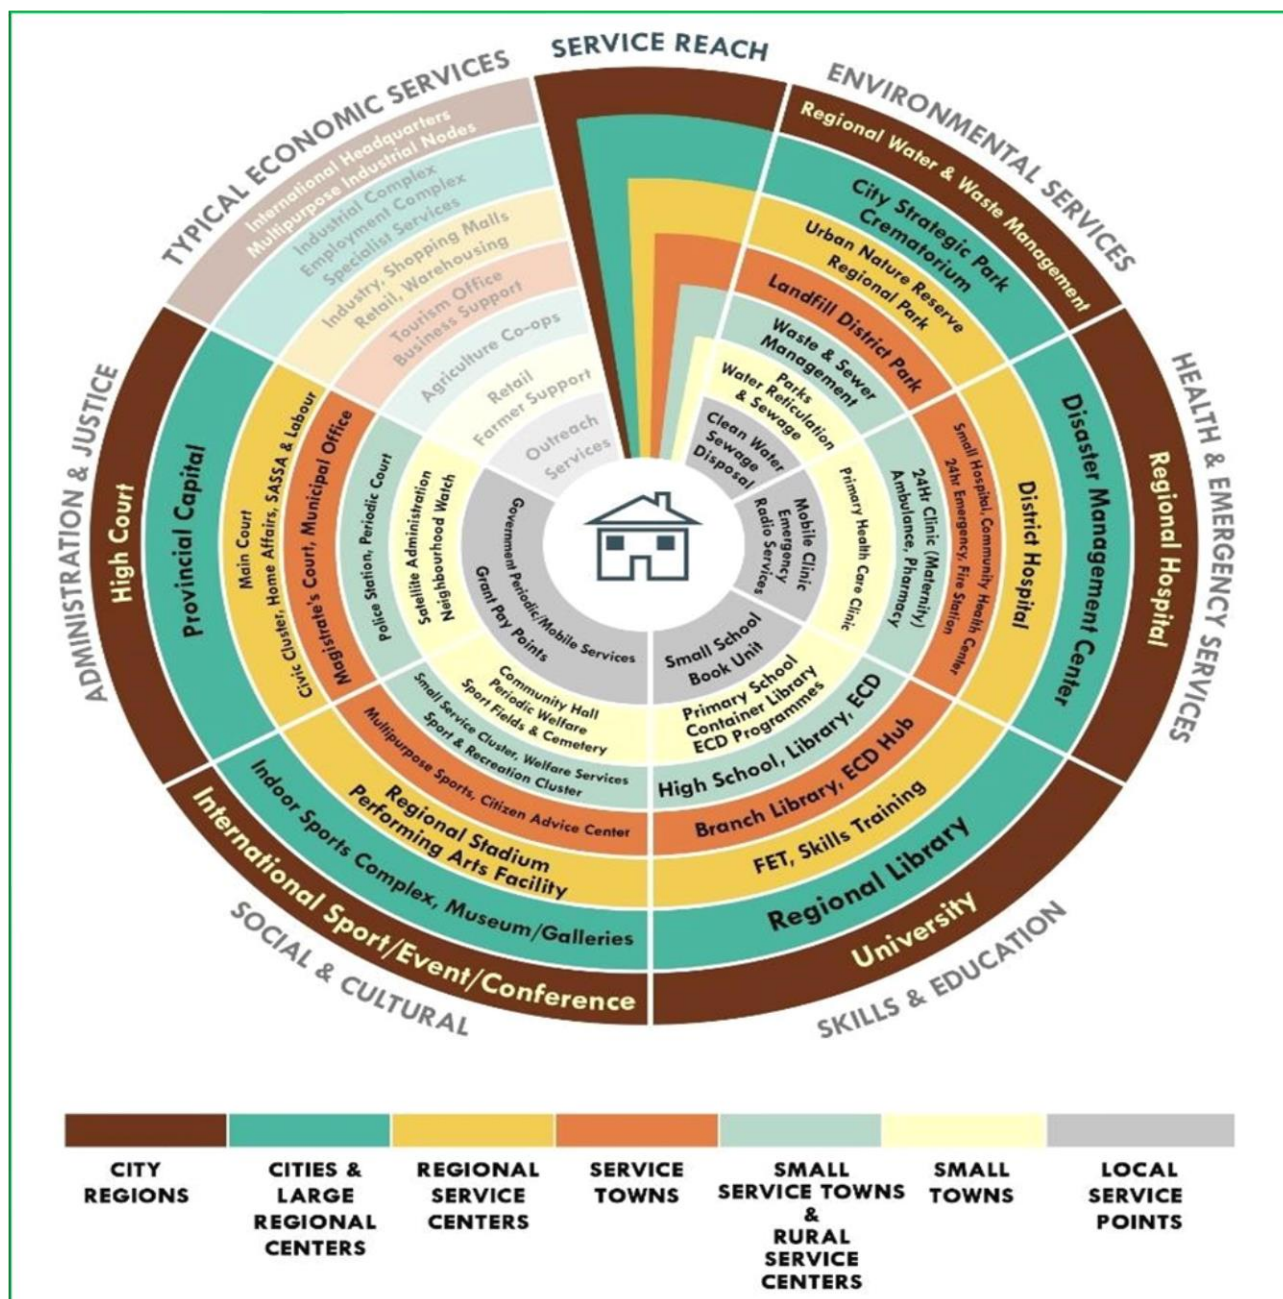 SERVICE REACH
ENVIRONMENTAL SERVICES
Regional Water & Waste Management
City Strategic Park
Crematorium
Urban Nature Reserve
Regional Park
Landfill District Park
Waste & Sewer
Management
Parks
Water Reticulation
& Sewage
Clean Water
Sewage
Disposal
HEALTH & EMERGENCY SERVICES
Regional Hospital
Disaster Management Center
District Hospital
Small Hospital, Community Health Center
24hr Emergency, Fire Station
24Hr Clinic (Maternity)
Ambulance, Pharmacy
Primary Health Care Clinic
Mobile Clinic
Emergency
Radio Services
SKILLS & EDUCATION
University
Regional Library
FET, Skills Training
Branch Library, ECD Hub
High School, Library, ECD
Primary School
Container Library
ECD Programmes
Small School
Book Unit
SOCIAL & CULTURAL
International Sport/Event/Conference
Indoor Sports Complex, Museum/Galleries
Regional Stadium
Performing Arts Facility
Multipurpose Sports, Citizen Advice Center
Small Service Cluster, Welfare Services
Sport & Recreation Cluster
Community Hall
Periodic Welfare
Sport Fields & Cemetery
Government Periodic/Mobile Services
Grant Pay Points
ADMINISTRATION & JUSTICE
High Court
Provincial Capital
Main Court
Civic Cluster, Home Affairs, SASSA & Labour
Magistrate's Court, Municipal Office
Police Station, Periodic Court
Satellite Administration
Neighbourhood Watch
TYPICAL ECONOMIC SERVICES
International Headquarters
Multipurpose Industrial Nodes
Industrial Complex
Employment Complex
Specialist Services
Industry, Shopping Malls
Retail, Warehousing
Tourism Office
Business Support
Agriculture Co-ops
Retail
Farmer Support
Outreach
Services
CITY
REGIONS
CITIES &
LARGE
REGIONAL
CENTERS
REGIONAL
SERVICE
CENTERS
SERVICE
TOWNS
SMALL
SERVICE TOWNS
&
RURAL
SERVICE
CENTERS
SMALL
TOWNS
LOCAL
SERVICE
POINTS